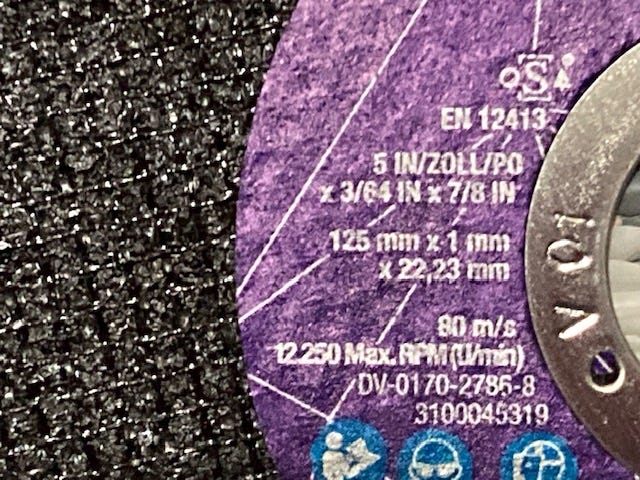 oSa
EN 12413
5 IN/ZOLL/PO
x 3/64 IN x 7/8 IN
125 mm x 1 mm
x 22,23 mm
80 m/s
12.250 Max. RPM (U/min)
DV-0170-2786-8
3100045319
V 01